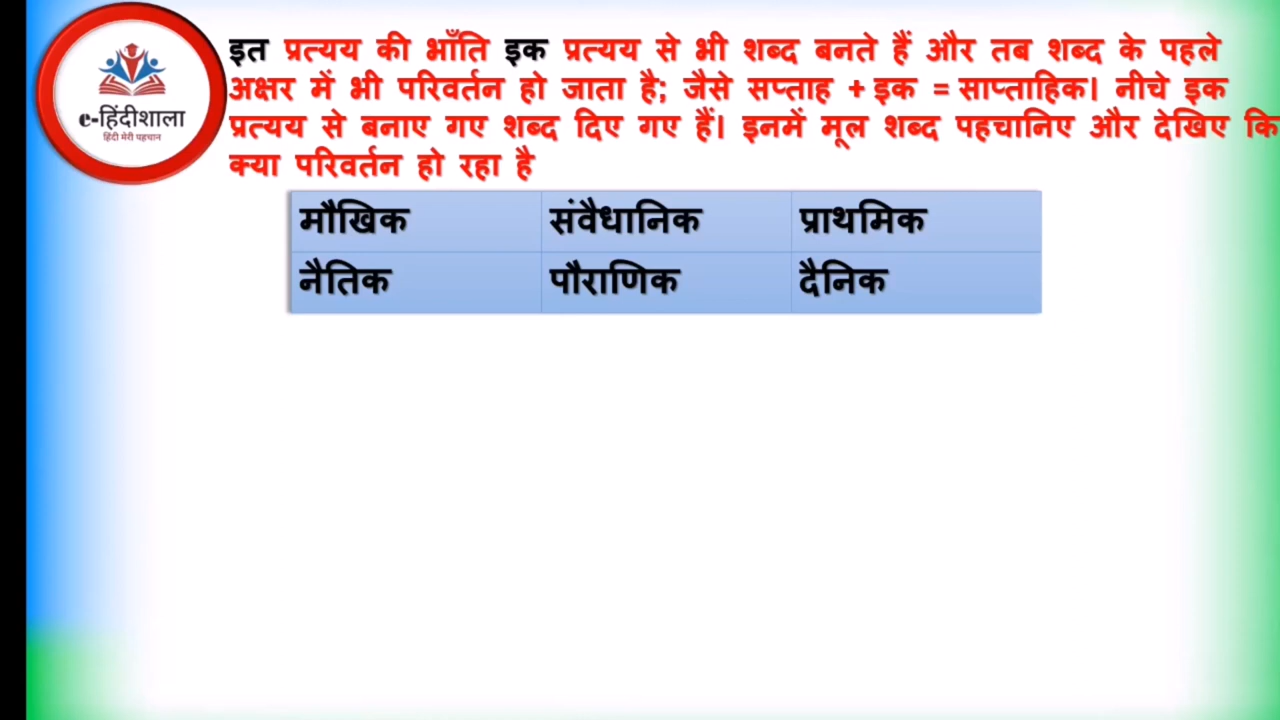 e-हिंदीशाला
हिंदी मेरी पहचान
इत प्रत्यय की भाँति इक प्रत्यय से भी शब्द बनते हैं और तब शब्द के पहले
अक्षर में भी परिवर्तन हो जाता है; जैसे सप्ताह + इक = साप्ताहिक। नीचे इक
प्रत्यय से बनाए गए शब्द दिए गए हैं। इनमें मूल शब्द पहचानिए और देखिए कि
क्या परिवर्तन हो रहा है
मौखिक संवैधानिक प्राथमिक
नैतिक पौराणिक दैनिक